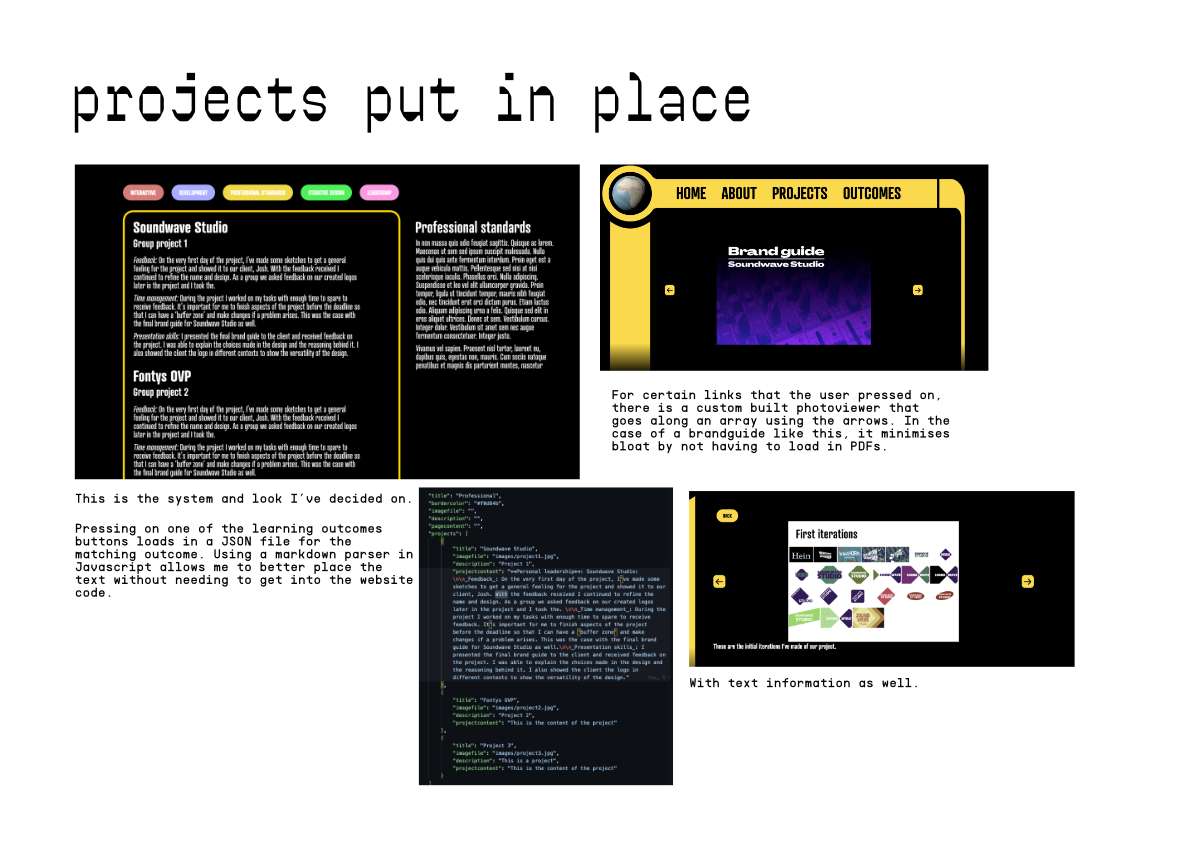 projects put in place
INTERACTIVE DEVELOPMENT PROFESSIONAL STANDARDS ITERATIVE DESIGN LEADERSHIP
Soundwave Studio
Group project 1
Feedback: On the very first day of the project, I've made some sketches to get a general
feeling for the project and showed it to our client, Josh. With the feedback received I
continued to refine the name and design. As a group we asked feedback on our created logos
later in the project and I took the.
Time management: During the project I worked on my tasks with enough time to spare to
receive feedback. It's important for me to finish aspects of the project before the deadline so
that I can have a 'buffer zone' and make changes if a problem arises. This was the case with
the final brand guide for Soundwave Studio as well.
Presentation skills: I presented the final brand guide to the client and received feedback on
the project. I was able to explain the choices made in the design and the reasoning behind it. I
also showed the client the logo in different contexts to show the versatility of the design.
Fontys OVP
Group project 2
Feedback: On the very first day of the project, I've made some sketches to get a general
feeling for the project and showed it to our client, Josh. With the feedback received I
continued to refine the name and design. As a group we asked feedback on our created logos
later in the project and I took the.
Time management: During the project I worked on my tasks with enough time to spare to
receive feedback. It's important for me to finish aspects of the project before the deadline so
that I can have a 'buffer zone' and make changes if a problem arises. This was the case with
the final brand guide for Soundwave Studio as well.
Professional standards
In non massa quis odio feugiat sagittis. Quisque ac lorem.
Maecenas at sem sed ipsum suscipit malesuada. Nulla
quis dui quis ante fermentum interdum. Proin eget est a
augue vehicula mattis. Pellentesque sed nisi at nisi
scelerisque iaculis. Phasellus orci. Nulla adipiscing.
Suspendisse et leo vel elit ullamcorper gravida. Proin
tempor, ligula at tincidunt tempor, mauris nibh feugiat
odio, nec tincidunt erat orci dictum purus. Etiam luctus
odio. Aliquam adipiscing urna a felis. Quisque sed elit in
eros aliquet ultrices. Donec at sem. Vestibulum cursus.
Integer dolor. Vestibulum sit amet sem nec augue
fermentum consectetuer. Integer justo.
Vivamus vel sapien. Praesent nisl tortor, laoreet eu,
dapibus quis, egestas non, mauris. Cum sociis natoque
penatibus et magnis dis parturient montes, nascetur
HOME ABOUT PROJECTS OUTCOMES
Brand guide
Soundwave Studio
For certain links that the user pressed on,
there is a custom built photoviewer that
goes along an array using the arrows. In the
case of a brandguide like this, it minimises
bloat by not having to load in PDFs.
This is the system and look I've decided on.
Pressing on one of the learning outcomes
buttons loads in a JSON file for the
matching outcome. Using a markdown parser in
Javascript allows me to better place the
text without needing to get into the website
code.
"title": "Professional",
"bordercolor": "#f8d84b",
"imagefile": "",
"description": "",
"pagecontent": "",
"projects": [
{
"title": "Soundwave Studio",
"imagefile": "images/project1.jpg",
"description": "Project 1",
"projectcontent": "**Personal leadership**: Soundwave Studio:
\n\n_feedback_: On the very first day of the project, I've made some
sketches to get a general feeling for the project and showed it to our
client, Josh. With the feedback received I continued to refine the
name and design. As a group we asked feedback on our created logos
later in the project and I took the. \n\n_Time management_: During the
project I worked on my tasks with enough time to spare to receive
feedback. It's important for me to finish aspects of the project
before the deadline so that I can have a 'buffer zone' and make
changes if a problem arises. This was the case with the final brand
guide for Soundwave Studio as well.\n\n_Presentation skills_: I
presented the final brand guide to the client and received feedback on
the project. I was able to explain the choices made in the design and
the reasoning behind it. I also showed the client the logo in
different contexts to show the versatility of the design."
},
{
"title": "Fontys OVP",
"imagefile": "images/project2.jpg",
"description": "Project 2",
"projectcontent": "This is the content of the project"
},
{
"title": "Project 3",
"imagefile": "images/project3.jpg",
"description": "This is a project",
"projectcontent": "This is the content of the project"
}
]
BACK
First iterations
Hein
These are the initial iterations I've made of our project.
With text information as well.